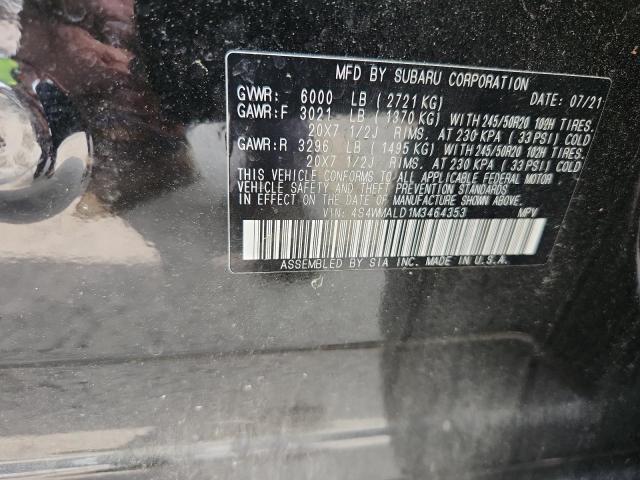 MFD BY SUBARU CORPORATION
GVWR: 6000 LB (2721KG) DATE: 07/21
GAWR:F 3021 LB (1370 KG) WITH 245/50R20 102H TIRES.
20X7 1/2J RIMS. AT 230 KPA (33 PSI) COLD
GAWR:R 3296 LB (1495 KG) WITH 245/50R20 102H TIRES.
20X7 1/2J RIMS. AT 230 KPA (33 PSI) COLD
THIS VEHICLE CONFORMS TO
ALL APPLICABLE FEDERAL MOTOR
VEHICLE SAFETY AND THEFT PREVENTION STANDARDS
IN EFFECT ON THE DATE OF MANUFACTURE SHOWN ABOVE.
VIN: 4S4WMALD1M3464353 MPV
ASSEMBLED BY SIA INC. MADE IN U.S.A.